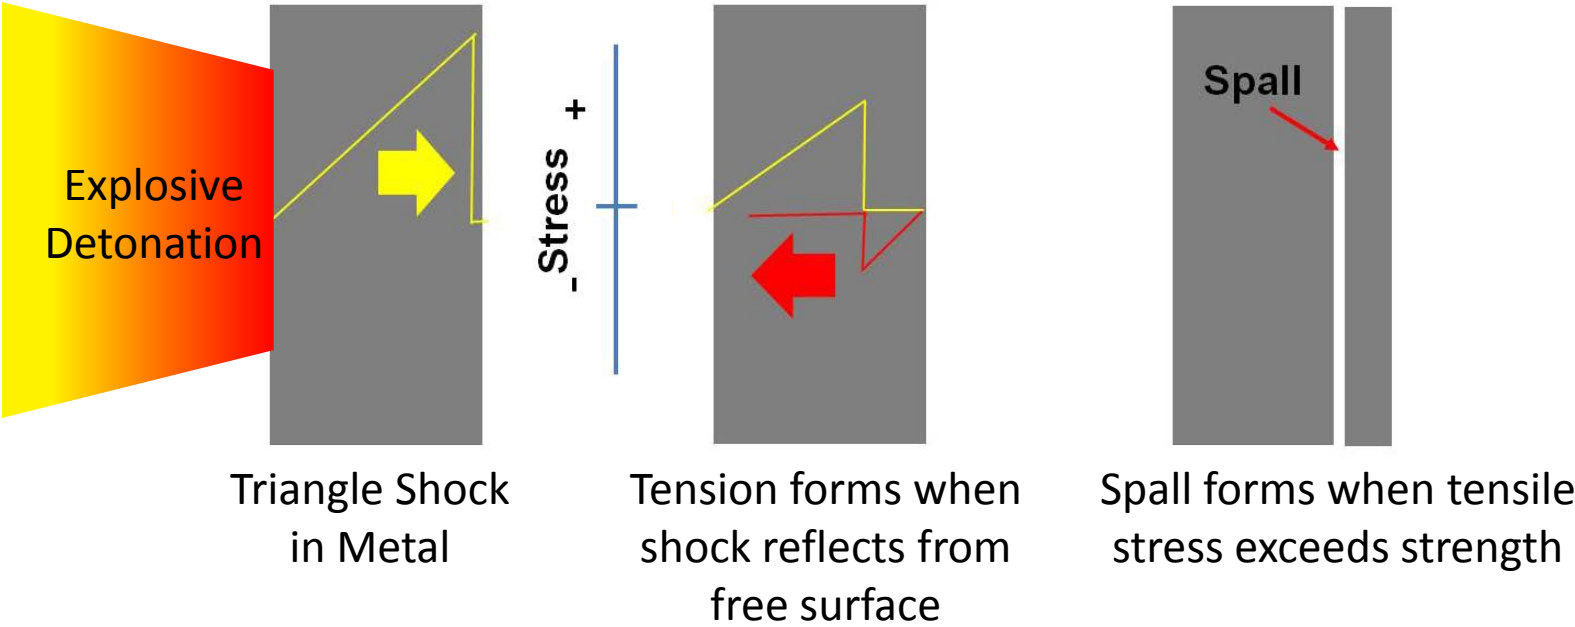 Explosive
Detonation
- Stress +
Spall
Triangle Shock
in Metal
Tension forms when
shock reflects from
free surface
Spall forms when tensile
stress exceeds strength